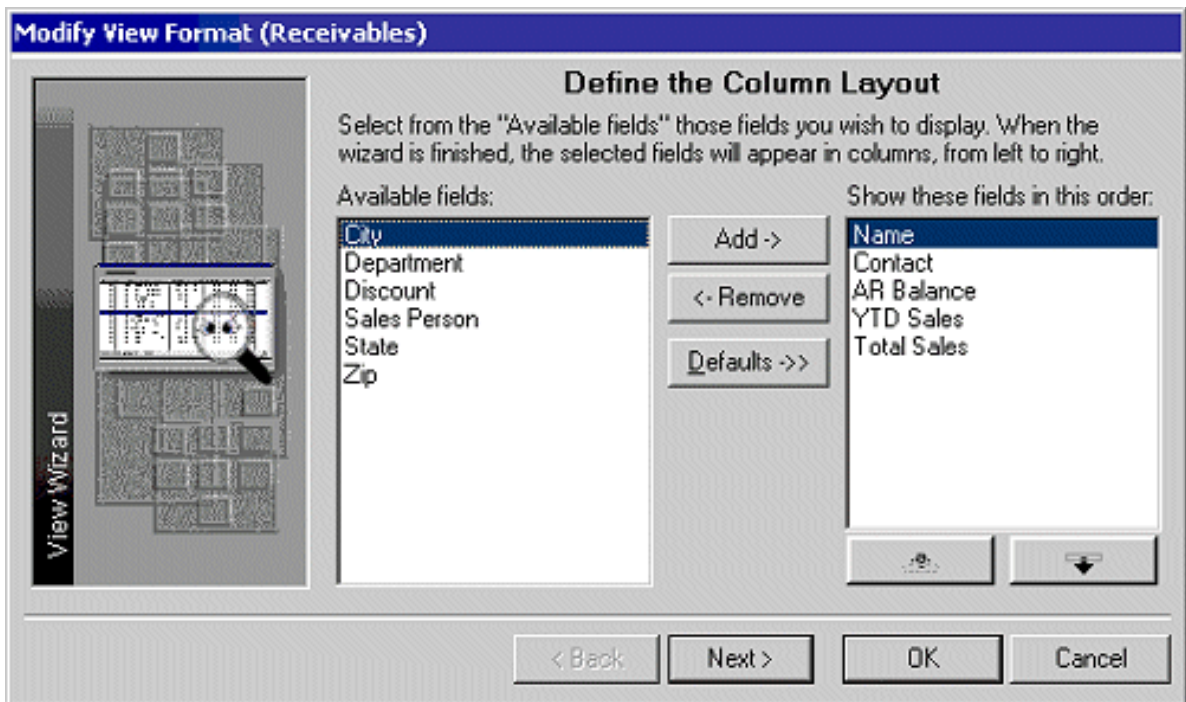 Modify View Format (Receivables)
Define the Column Layout
Select from the "Available fields" those fields you wish to display. When the
wizard is finished, the selected fields will appear in columns, from left to right.
Available fields:
City
Department
Discount
Sales Person
State
Zip
Add ->
<- Remove
Defaults ->>
Show these fields in this order:
Name
Contact
AR Balance
YTD Sales
Total Sales
View Wizard
< Back
Next >
OK
Cancel